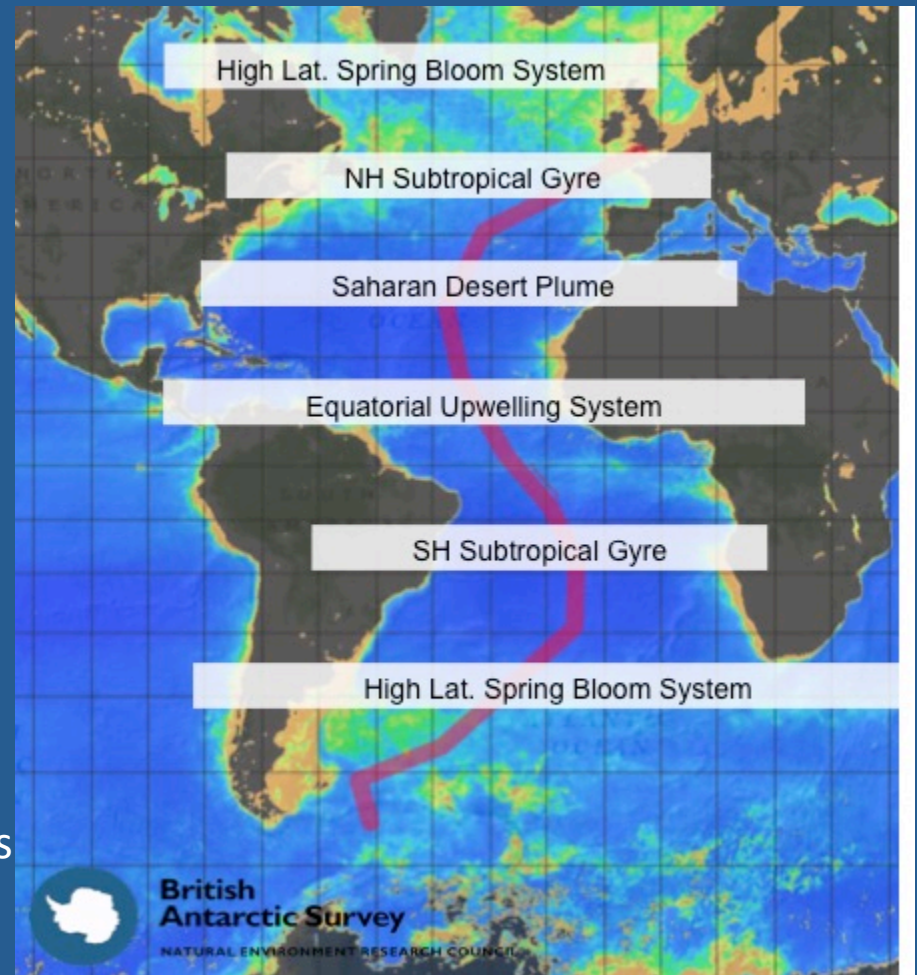 High Lat. Spring Bloom System
NH Subtropical Gyre
Saharan Desert Plume
Equatorial Upwelling System
SH Subtropical Gyre
High Lat. Spring Bloom System
s
British
Antarctic Survey
NATURAL ENVIRONMENT RESEARCH COUNCIL